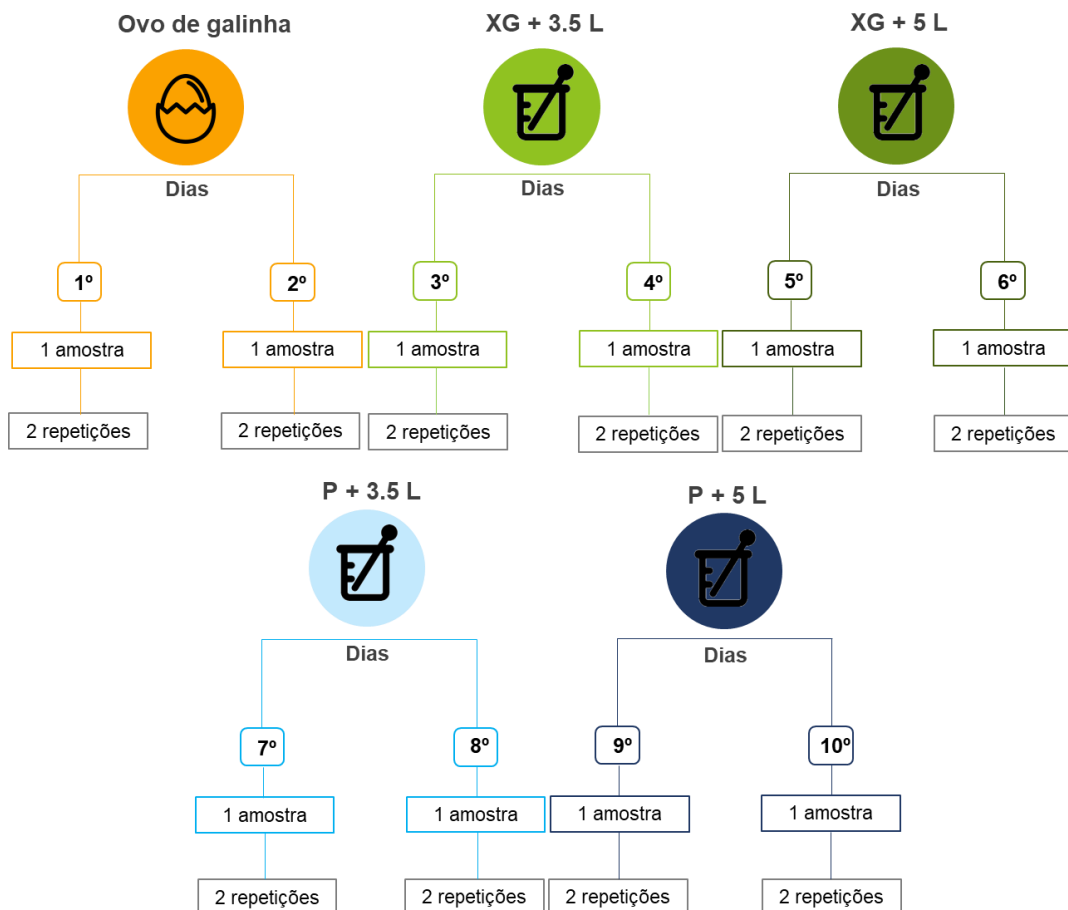 Ovo de galinha
XG + 3.5 L
XG + 5 L
Dias
Dias
Dias
1º
2º
3º
4º
5º
6º
1 amostra
1 amostra
1 amostra
1 amostra
1 amostra
1 amostra
2 repetições
2 repetições
2 repetições
2 repetições
2 repetições
2 repetições
P + 3.5 L
P + 5 L
Dias
Dias
7º
8º
9º
10º
1 amostra
1 amostra
1 amostra
1 amostra
2 repetições
2 repetições
2 repetições
2 repetições